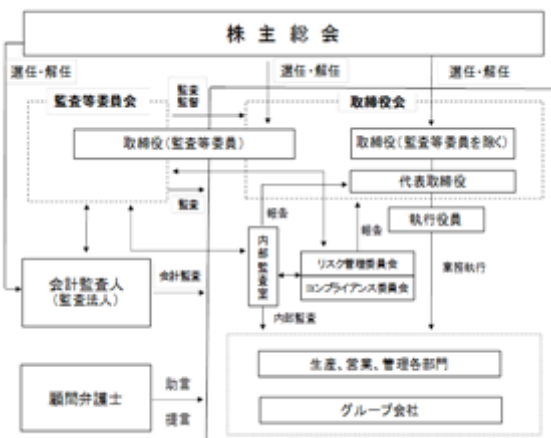 株主総会
選任・解任
選任・解任
選任・解任
監査等委員会
監査
監督
取締役会
取締役(監査等委員)
取締役(監査等委員を除く)
代表取締役
監査
報告
執行役員
報告
内部監査室
リスク管理委員会
コンプライアンス委員会
業務執行
会計監査人
(監査法人)
会計監査
内部監査
生産、営業、管理各部門
顧問弁護士
助言
提言
グループ会社